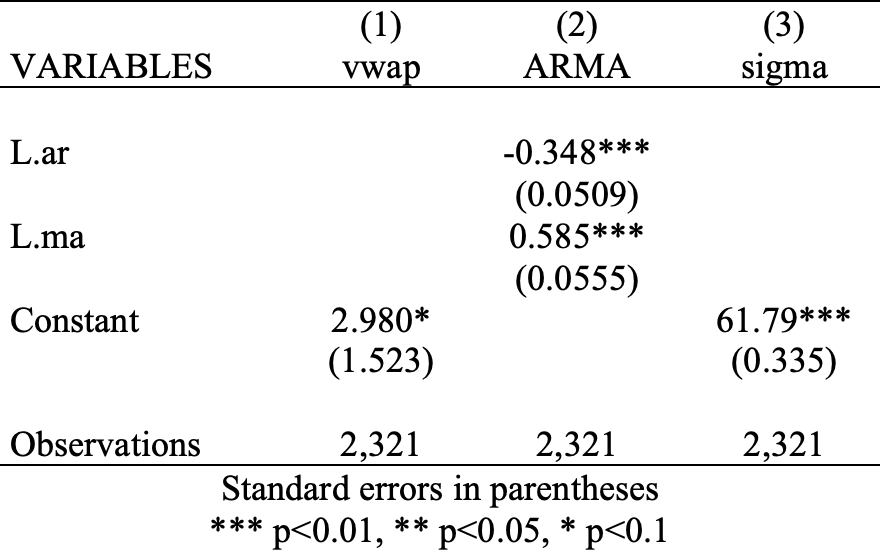 (1) (2) (3)
VARIABLES vwap ARMA sigma
L.ar -0.348***
(0.0509)
L.ma 0.585***
(0.0555)
Constant 2.980* 61.79***
(1.523) (0.335)
Observations 2,321 2,321 2,321
Standard errors in parentheses
*** p<0.01, ** p<0.05, * p<0.1